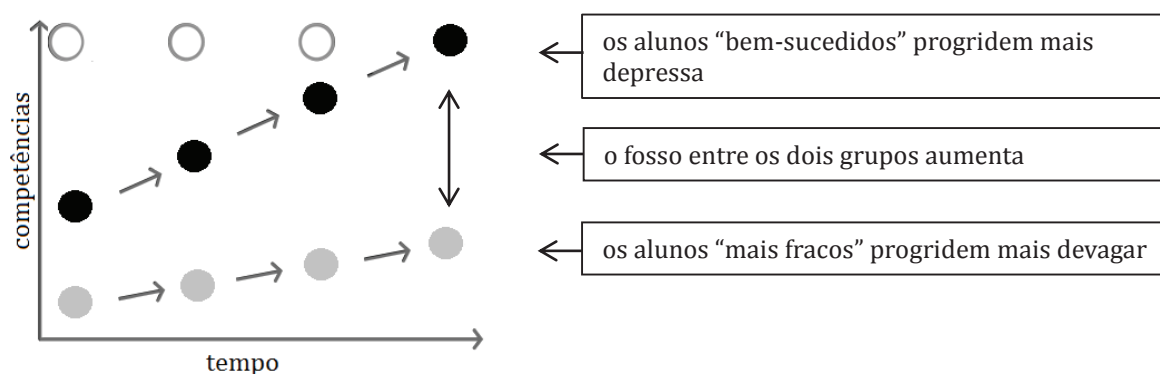 os alunos “bem-sucedidos” progridem mais
depressa
o fosso entre os dois grupos aumenta
os alunos “mais fracos” progridem mais devagar
competências
tempo